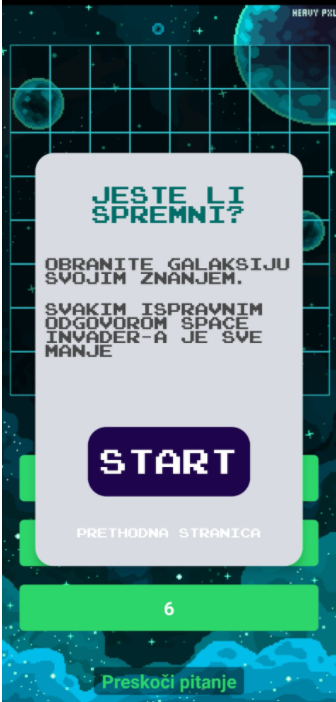 HEAVY PXL
JESTE LI
SPREMNI?
OBRANITE GALAKSIJU
SVOJIM ZNANJEM.
SVAKIM ISPRAVNIM
ODGOVOROM SPACE
INVADER-A JE SVE
MANJE
START
PRETHODNA STRANICA
6
Preskoči pitanje